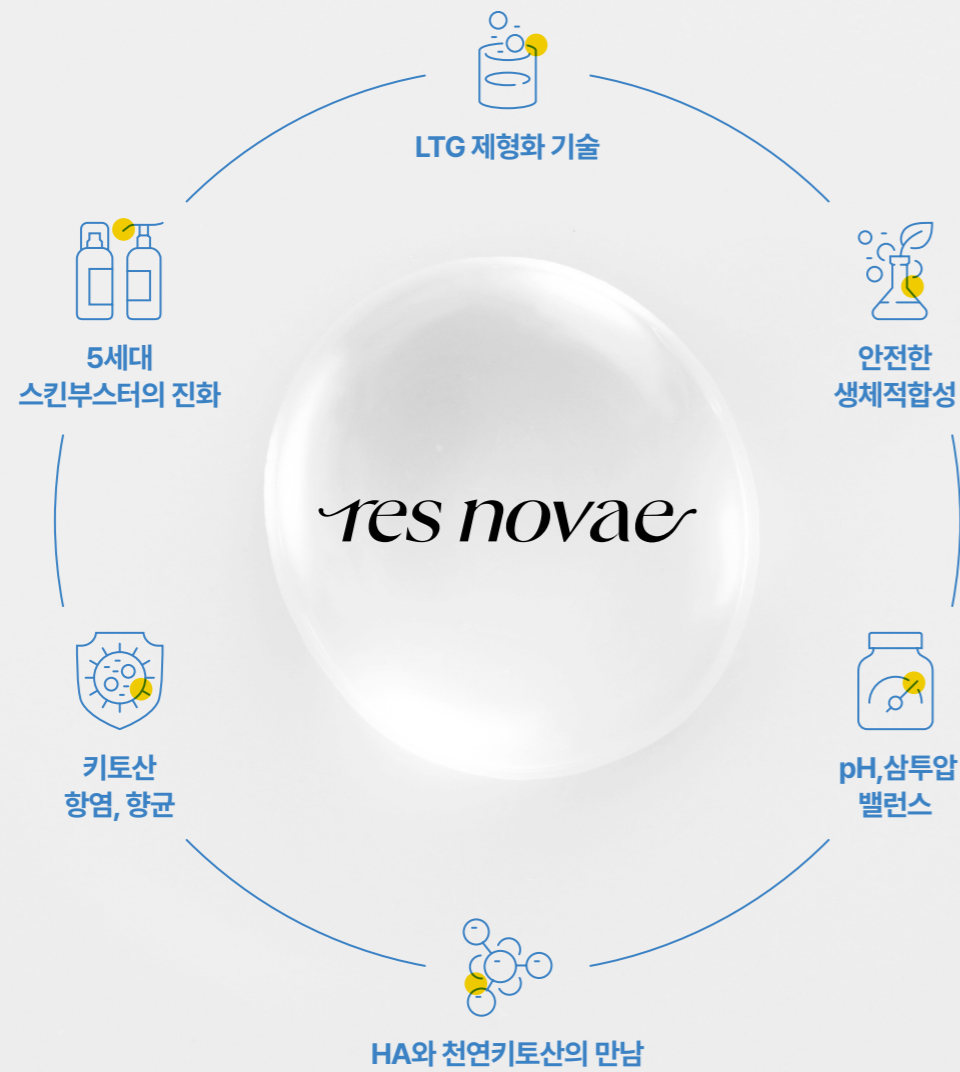 LTG 제형화 기술
5세대
스킨부스터의 진화
안전한
생체적합성
res novae
키토산
항염, 향균
pH,삼투압
밸런스
HA와 천연키토산의 만남